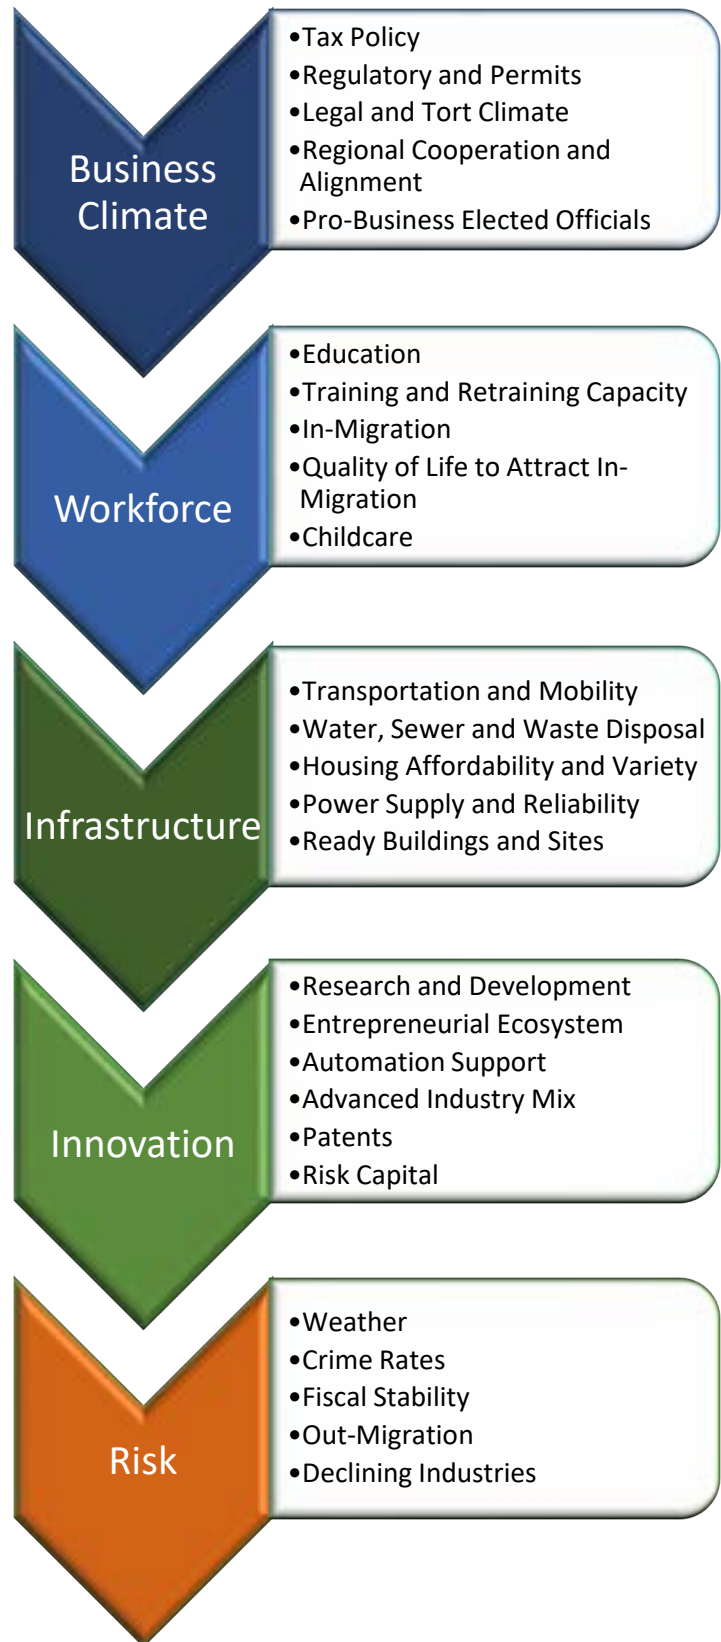 Business
Climate
•Tax Policy
•Regulatory and Permits
•Legal and Tort Climate
•Regional Cooperation and
Alignment
•Pro-Business Elected Officials
Workforce
•Education
•Training and Retraining Capacity
•In-Migration
•Quality of Life to Attract In-
Migration
•Childcare
Infrastructure
•Transportation and Mobility
•Water, Sewer and Waste Disposal
•Housing Affordability and Variety
•Power Supply and Reliability
•Ready Buildings and Sites
Innovation
•Research and Development
•Entrepreneurial Ecosystem
•Automation Support
•Advanced Industry Mix
•Patents
•Risk Capital
Risk
•Weather
•Crime Rates
•Fiscal Stability
•Out-Migration
•Declining Industries